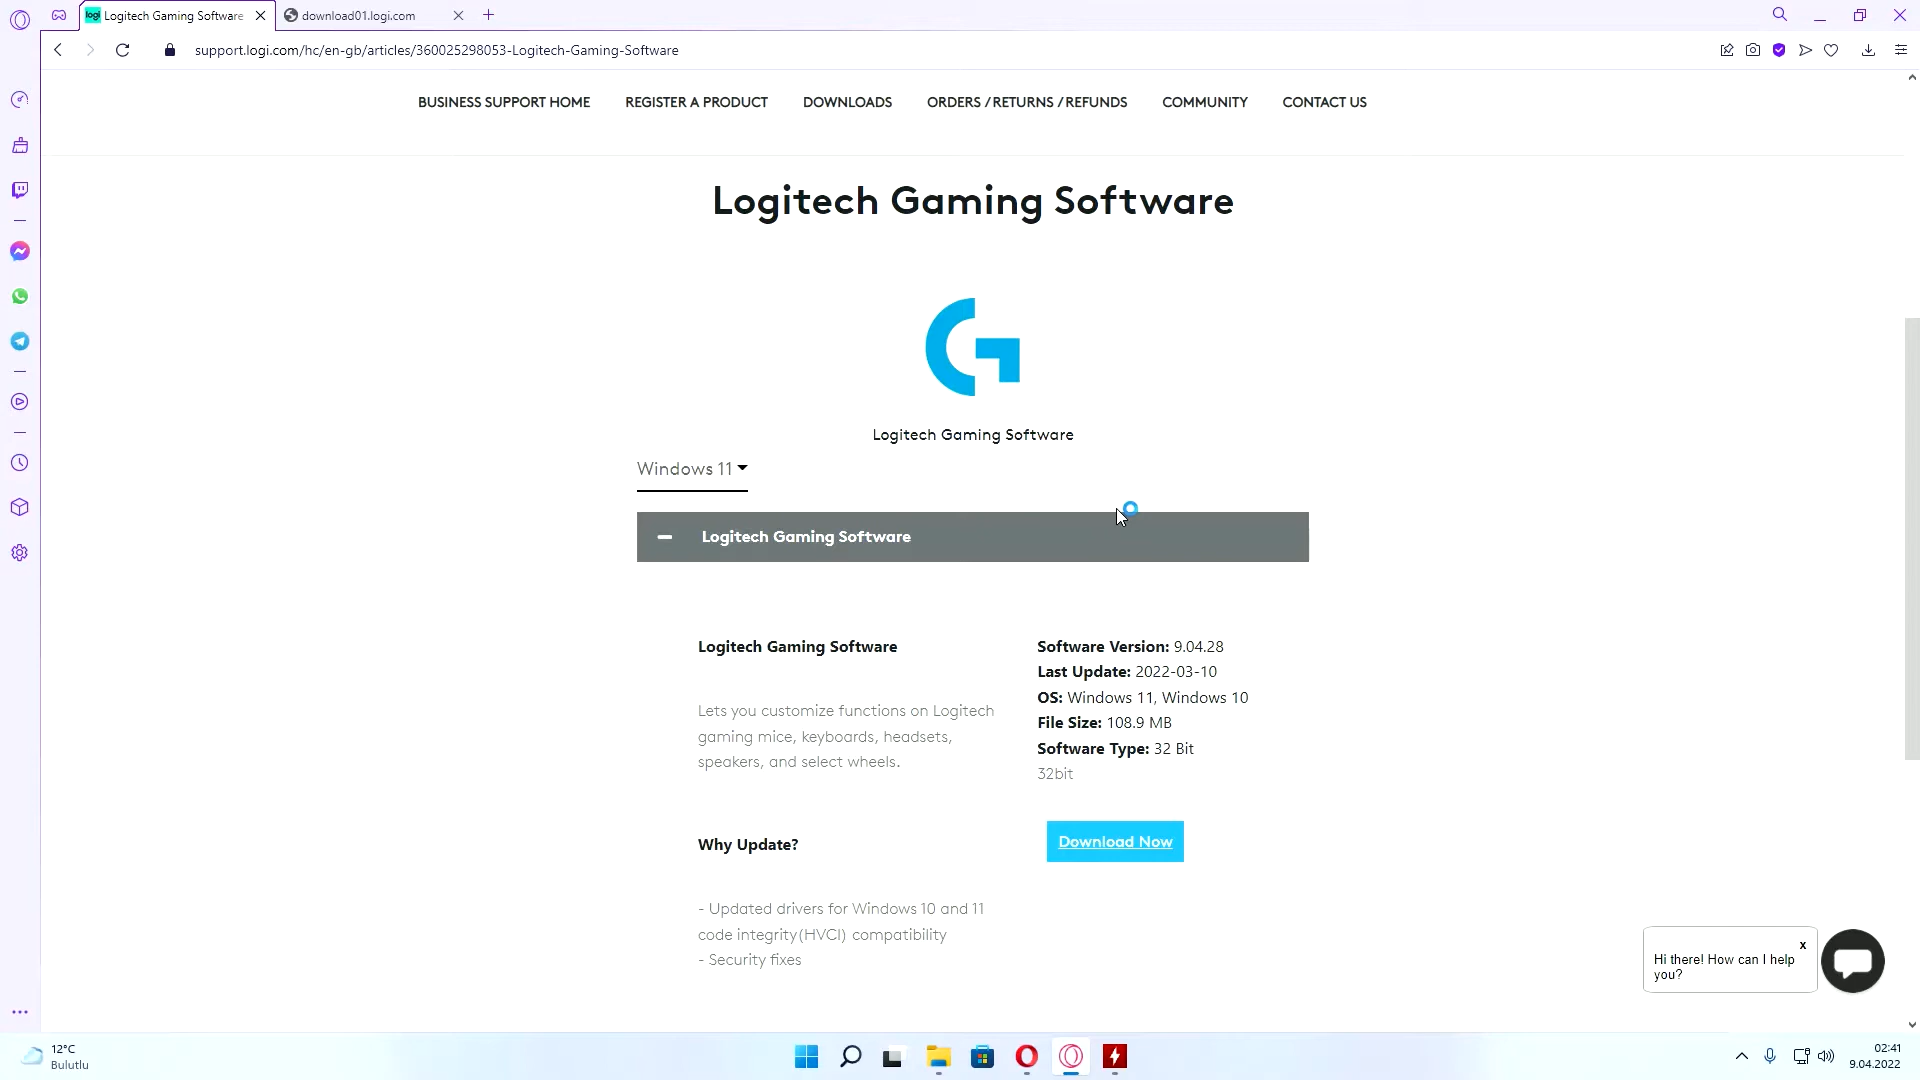 logi Logitech Gaming Software
download01.logi.com
support.logi.com/hc/en-gb/articles/360025298053-Logitech-Gaming-Software
BUSINESS SUPPORT HOME REGISTER A PRODUCT DOWNLOADS ORDERS / RETURNS / REFUNDS COMMUNITY CONTACT US
Logitech Gaming Software
Logitech Gaming Software
Windows 11
Logitech Gaming Software
Logitech Gaming Software
Lets you customize functions on Logitech
gaming mice, keyboards, headsets,
speakers, and select wheels.
Software Version: 9.04.28
Last Update: 2022-03-10
OS: Windows 11, Windows 10
File Size: 108.9 MB
Software Type: 32 Bit
32bit
Download Now
Why Update?
- Updated drivers for Windows 10 and 11
code integrity(HVCI) compatibility
- Security fixes
x
Hi there! How can I help
you?
12°C
Bulutlu
02:41
9.04.2022